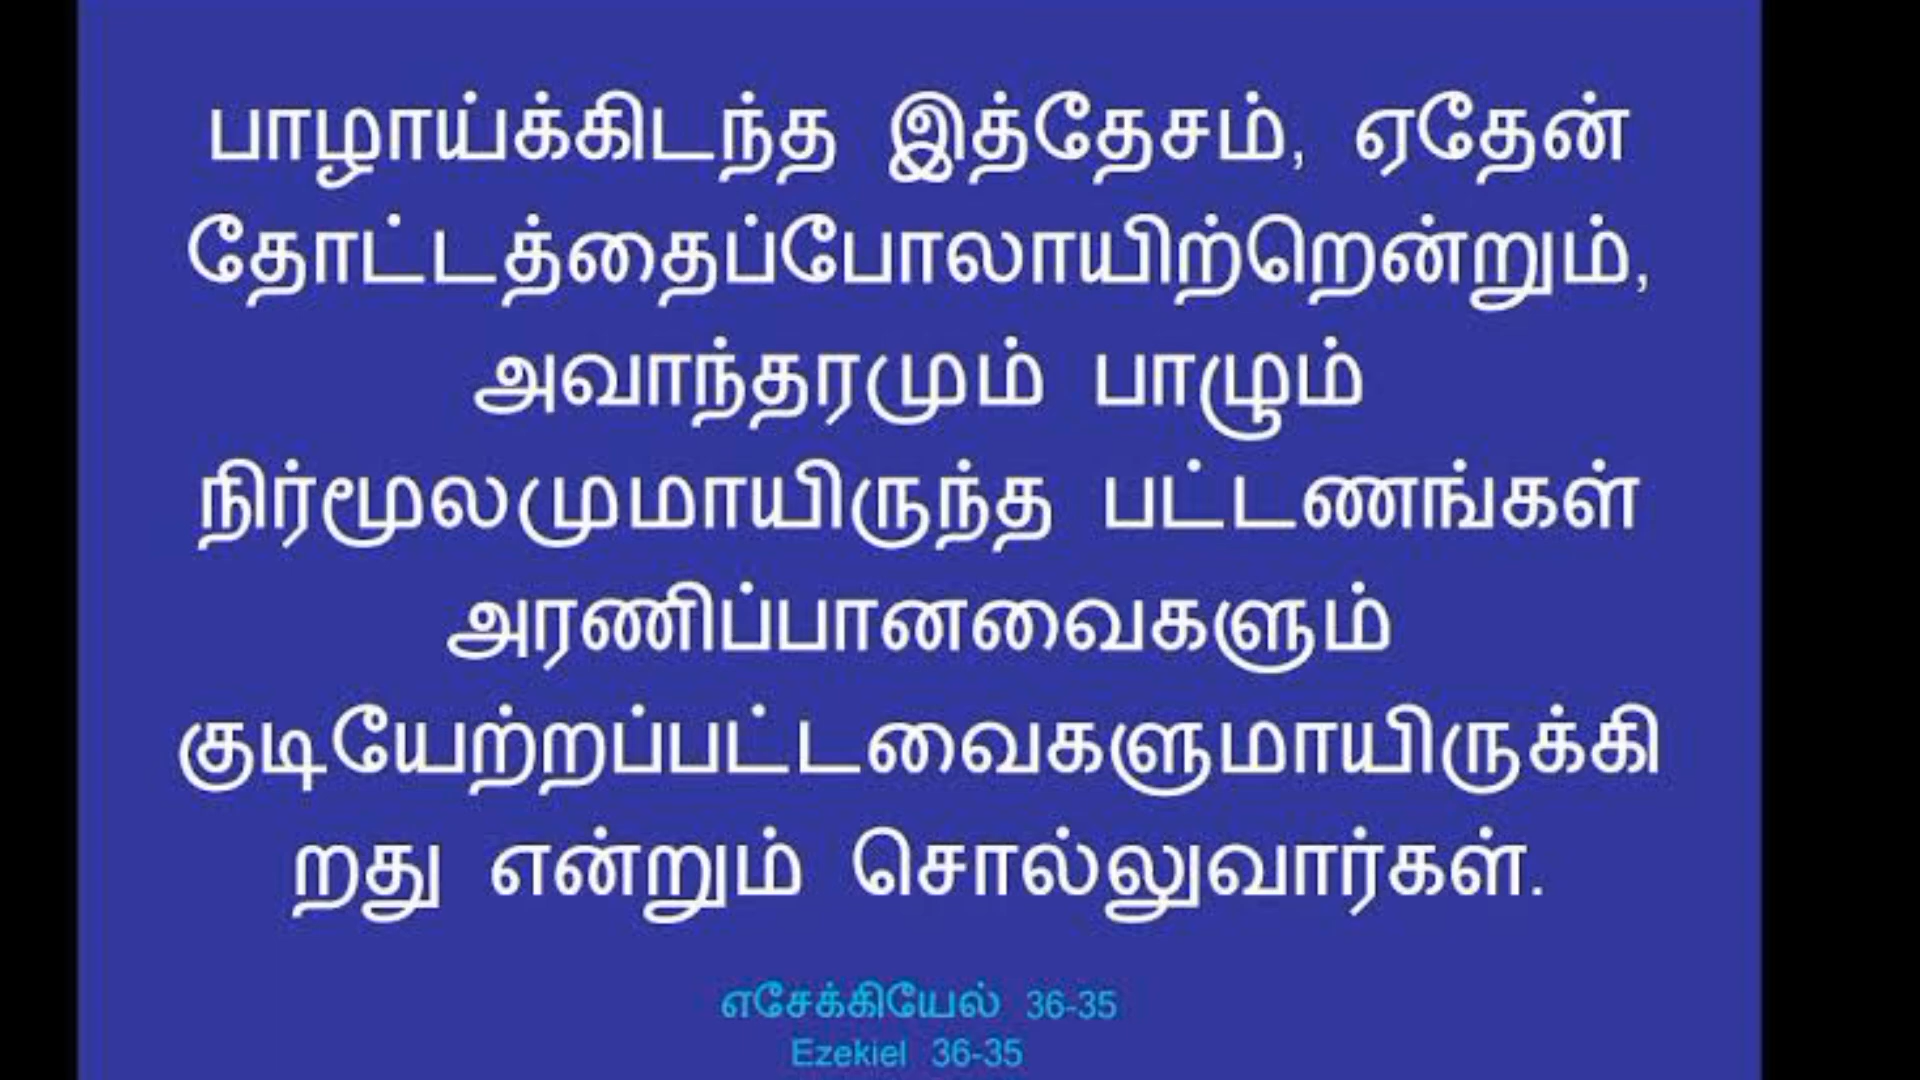 பாழாய்க்கிடந்த இத்தேசம், ஏதேன்
தோட்டத்தைப்போலாயிற்றென்றும்,
அவாந்தரமும் பாழும்
நிர்மூலமுமாயிருந்த பட்டணங்கள்
அரணிப்பானவைகளும்
குடியேற்றப்பட்டவைகளுமாயிருக்கி
றது என்றும் சொல்லுவார்கள்.
எசேக்கியேல் 36-35
Ezekiel 36-35